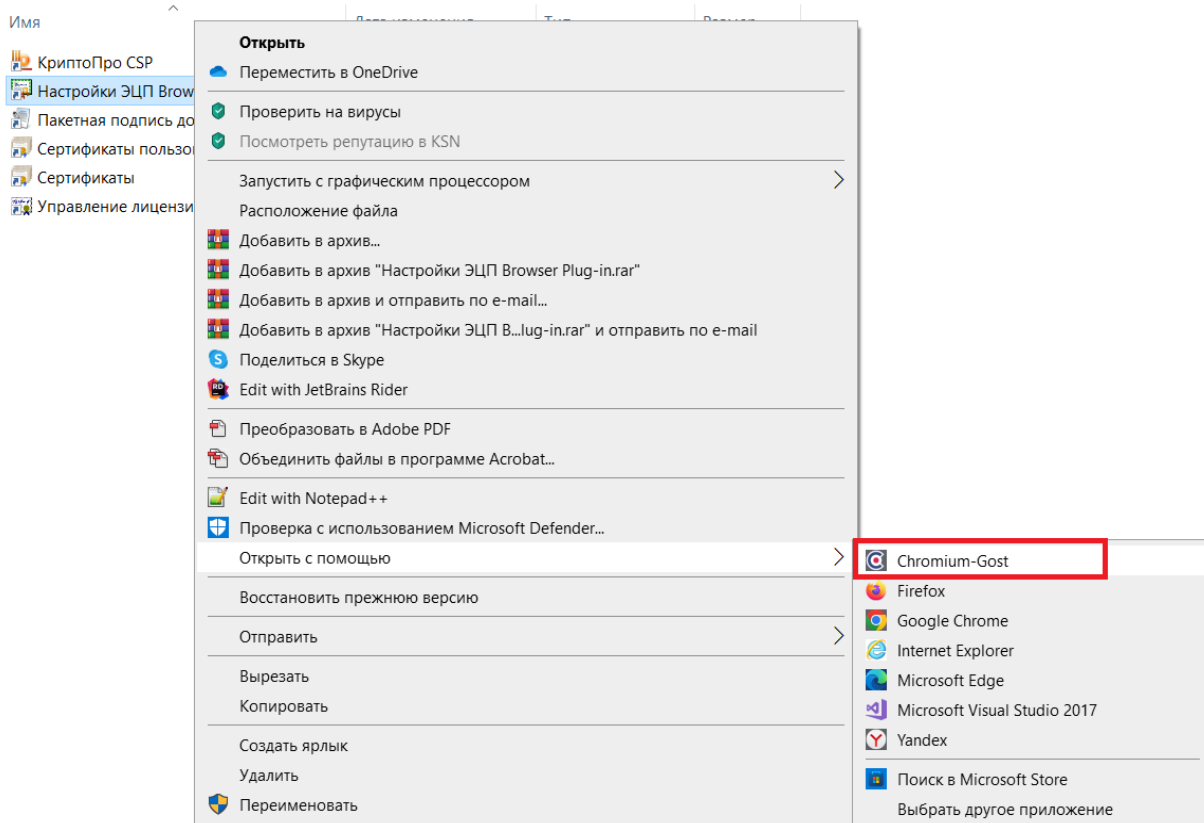 Имя
КриптоПро CSP
Настройки ЭЦП Brow
Пакетная подпись до
Сертификаты пользо
Сертификаты
Управление лицензи
Открыть
Переместить в OneDrive
Проверить на вирусы
Посмотреть репутацию в KSN
Запустить с графическим процессором
Расположение файла
Добавить в архив...
Добавить в архив "Настройки ЭЦП Browser Plug-in.rar"
Добавить в архив и отправить по e-mail...
Добавить в архив "Настройки ЭЦП B...lug-in.rar" и отправить по e-mail
Поделиться в Skype
Edit with JetBrains Rider
Преобразовать в Adobe PDF
Объединить файлы в программе Acrobat...
Edit with Notepad++
Проверка с использованием Microsoft Defender...
Открыть с помощью
Восстановить прежнюю версию
Отправить
Вырезать
Копировать
Создать ярлык
Удалить
Переименовать
Chromium-Gost
Firefox
Google Chrome
Internet Explorer
Microsoft Edge
Microsoft Visual Studio 2017
Yandex
Поиск в Microsoft Store
Выбрать другое приложение